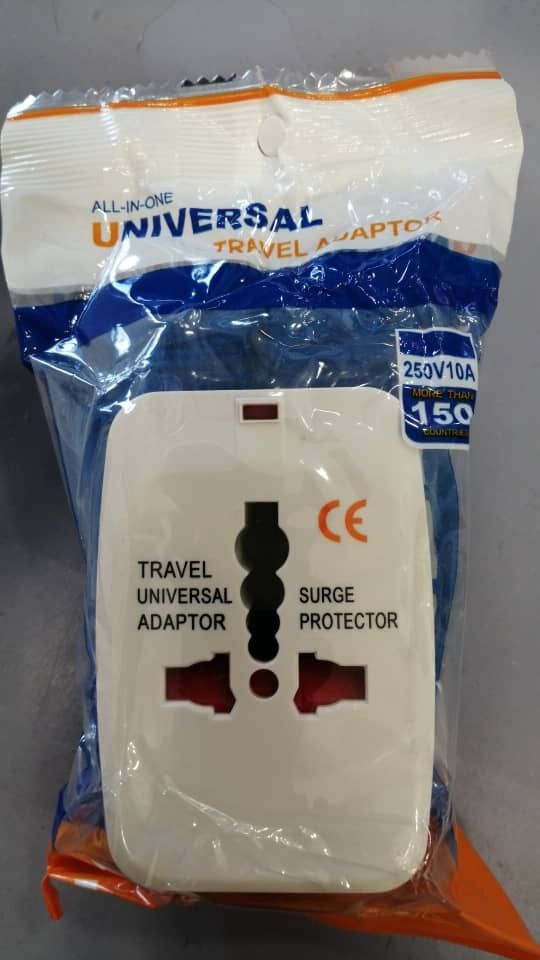 ALL-IN-ONE
UNIVERSAL
TRAVEL ADAPTOR
250V10A
MORE THAN
150
COUNTRIES
CE
TRAVEL
UNIVERSAL
ADAPTOR
SURGE
PROTECTOR